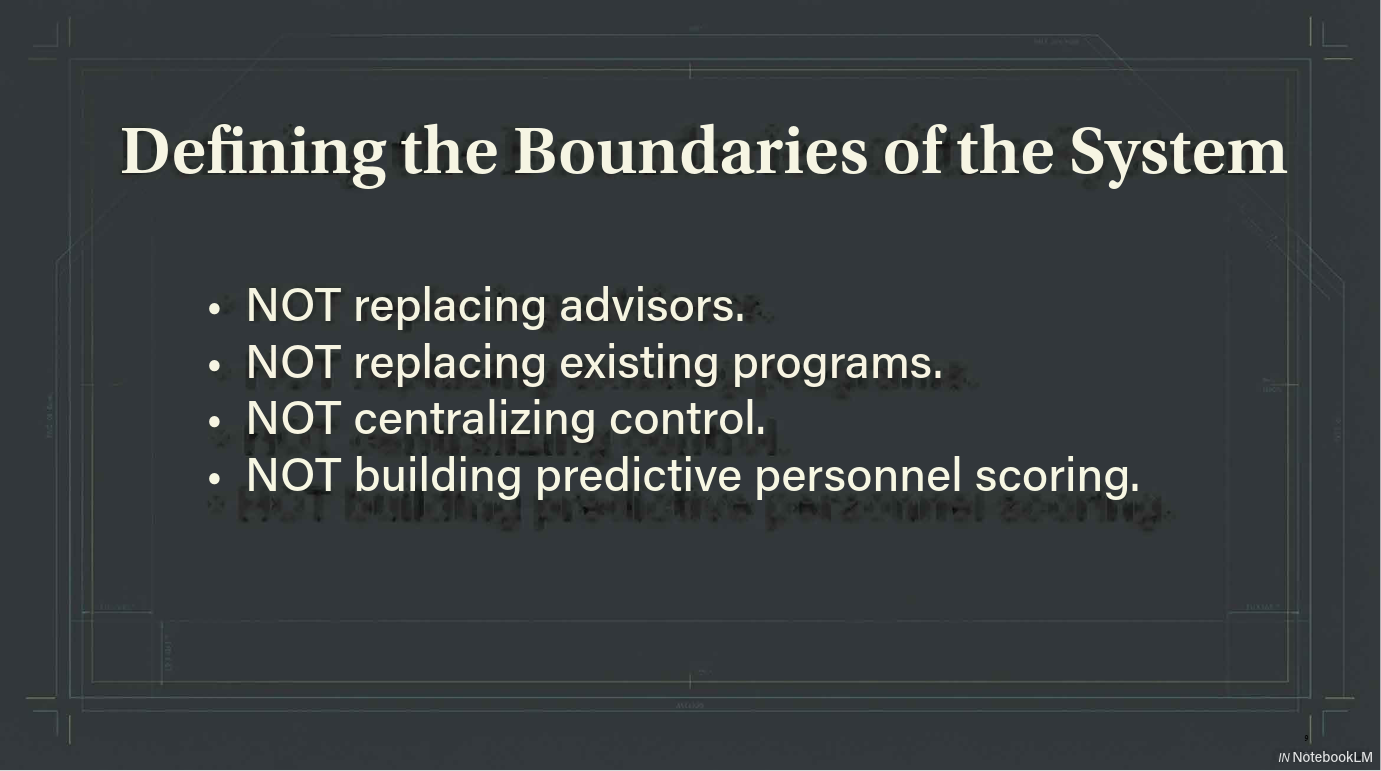 Defining the Boundaries of the System
• NOT replacing advisors.
• NOT replacing existing programs.
• NOT centralizing control.
• NOT building predictive personnel scoring.
9
NotebookLM